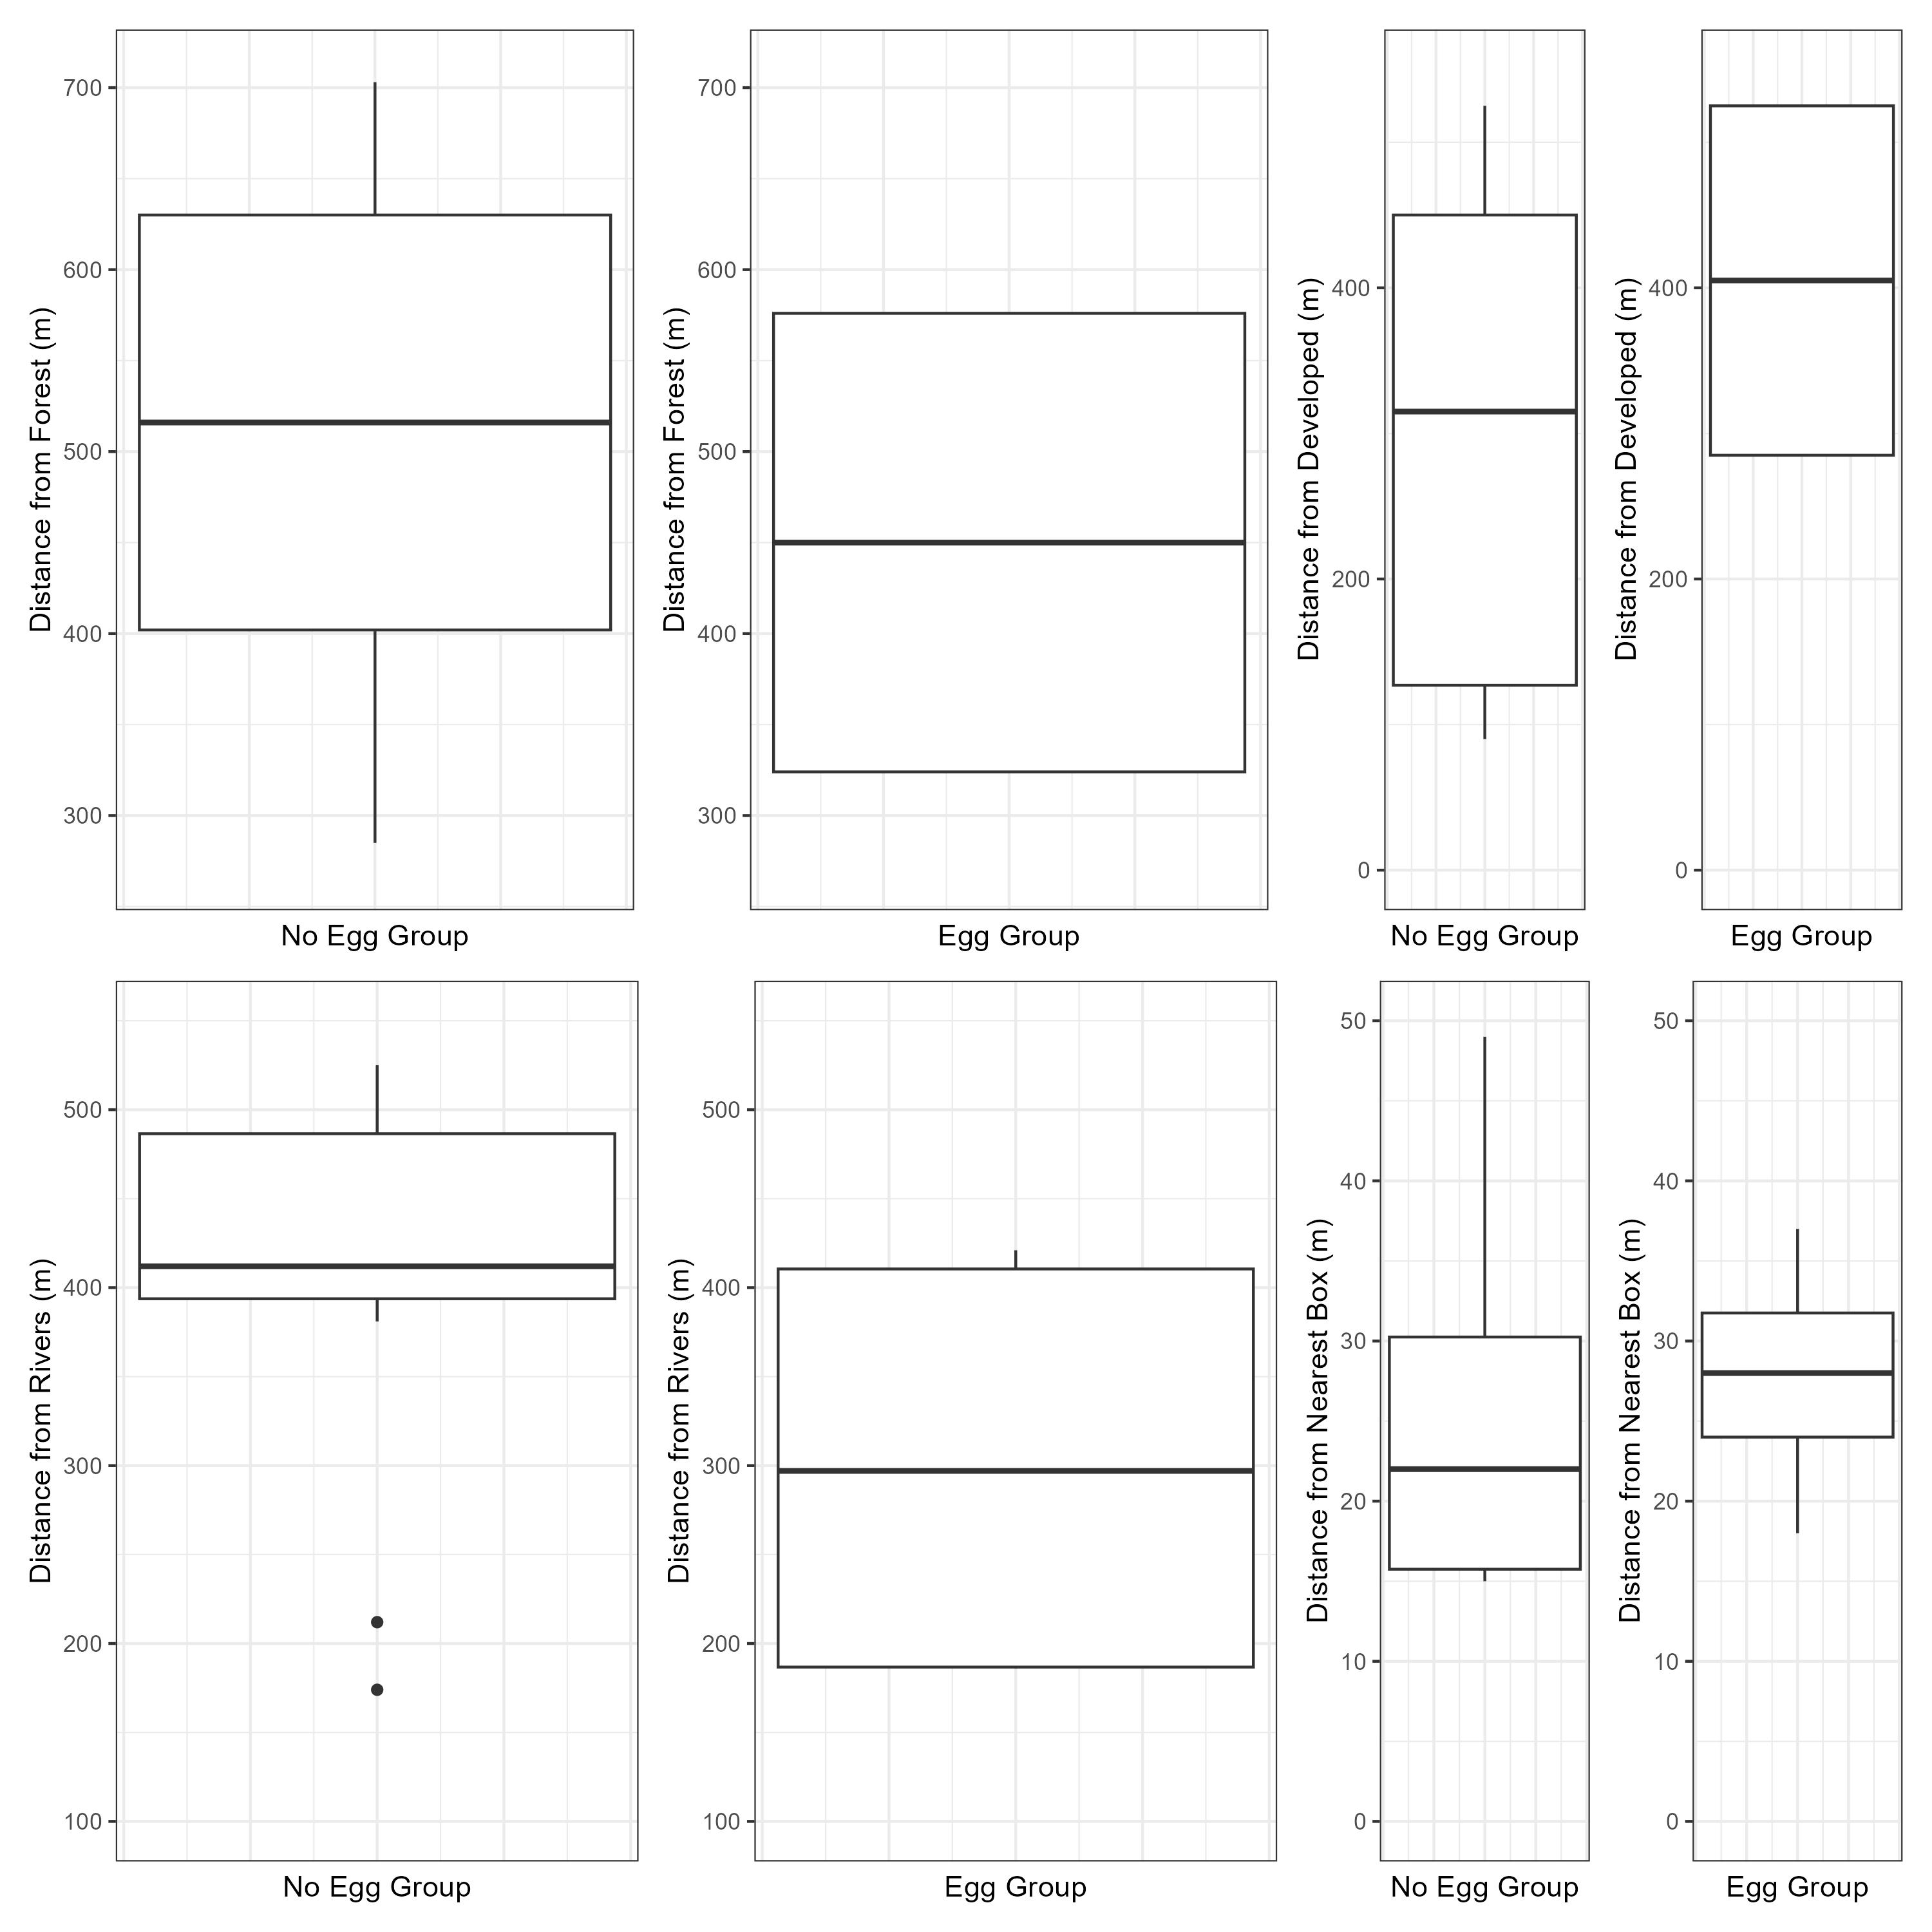 Distance from Forest (m)
700
600
500
400
300
No Egg Group
Distance from Forest (m)
700
600
500
400
300
Egg Group
Distance from Developed (m)
400
200
0
No Egg Group
Distance from Developed (m)
400
200
0
Egg Group
Distance from Rivers (m)
500
400
300
200
100
No Egg Group
Distance from Rivers (m)
500
400
300
200
100
Egg Group
Distance from Nearest Box (m)
50
40
30
20
10
0
No Egg Group
Distance from Nearest Box (m)
50
40
30
20
10
0
Egg Group